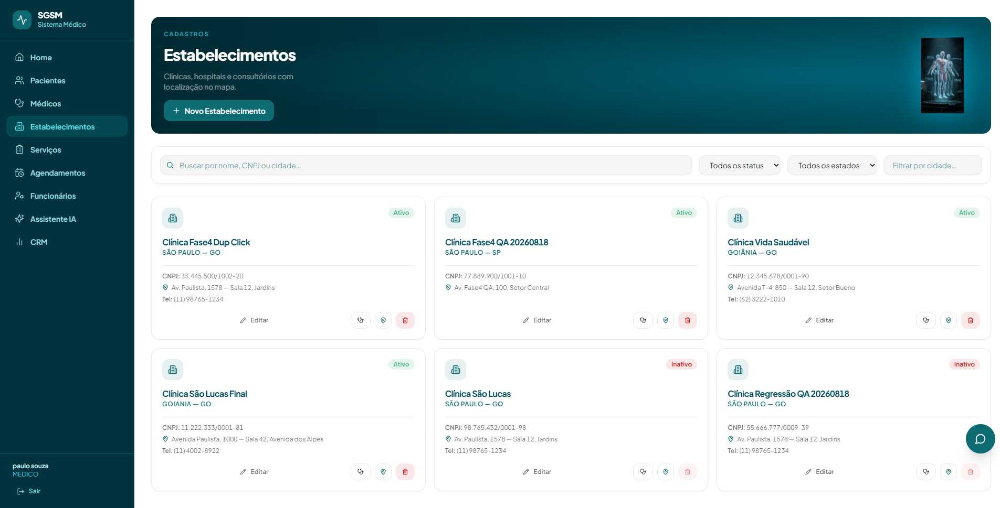 SGSM
Sistema Médico
Home
Pacientes
Médicos
Estabelecimentos
Serviços
Agendamentos
Funcionários
Assistente IA
CRM
paulo souza
MEDICO
Sair
CADASTROS
Estabelecimentos
Clínicas, hospitais e consultórios com
localização no mapa.
Novo Estabelecimento
Buscar por nome, CNPJ ou cidade...
Todos os status
Todos os estados
Filtrar por cidade...
Ativo
Clínica Fase4 Dup Click
SÃO PAULO — GO
CNPJ: 33.445.500/1002-20
Av. Paulista, 1578 — Sala 12, Jardins
Tel: (11) 98765-1234
Editar
Ativo
Clínica Fase4 QA 20260818
SÃO PAULO — SP
CNPJ: 77.889.900/1001-10
Av. Fase4 QA, 100, Setor Central
Editar
Ativo
Clínica Vida Saudável
GOIÂNIA — GO
CNPJ: 12.345.678/0001-90
Avenida T-4, 850 — Sala 12, Setor Bueno
Tel: (62) 3222-1010
Editar
Ativo
Clínica São Lucas Final
GOIANIA — GO
CNPJ: 11.222.333/0001-81
Avenida Paulista, 1000 — Sala 42, Avenida dos Alpes
Tel: (11) 4002-8922
Editar
Inativo
Clínica São Lucas
SÃO PAULO — GO
CNPJ: 98.765.432/0001-98
Av. Paulista, 1578 — Sala 12, Jardins
Tel: (11) 98765-1234
Editar
Inativo
Clínica Regressão QA 20260818
SÃO PAULO — GO
CNPJ: 55.666.777/0009-39
Av. Paulista, 1578 — Sala 12, Jardins
Tel: (11) 98765-1234
Editar